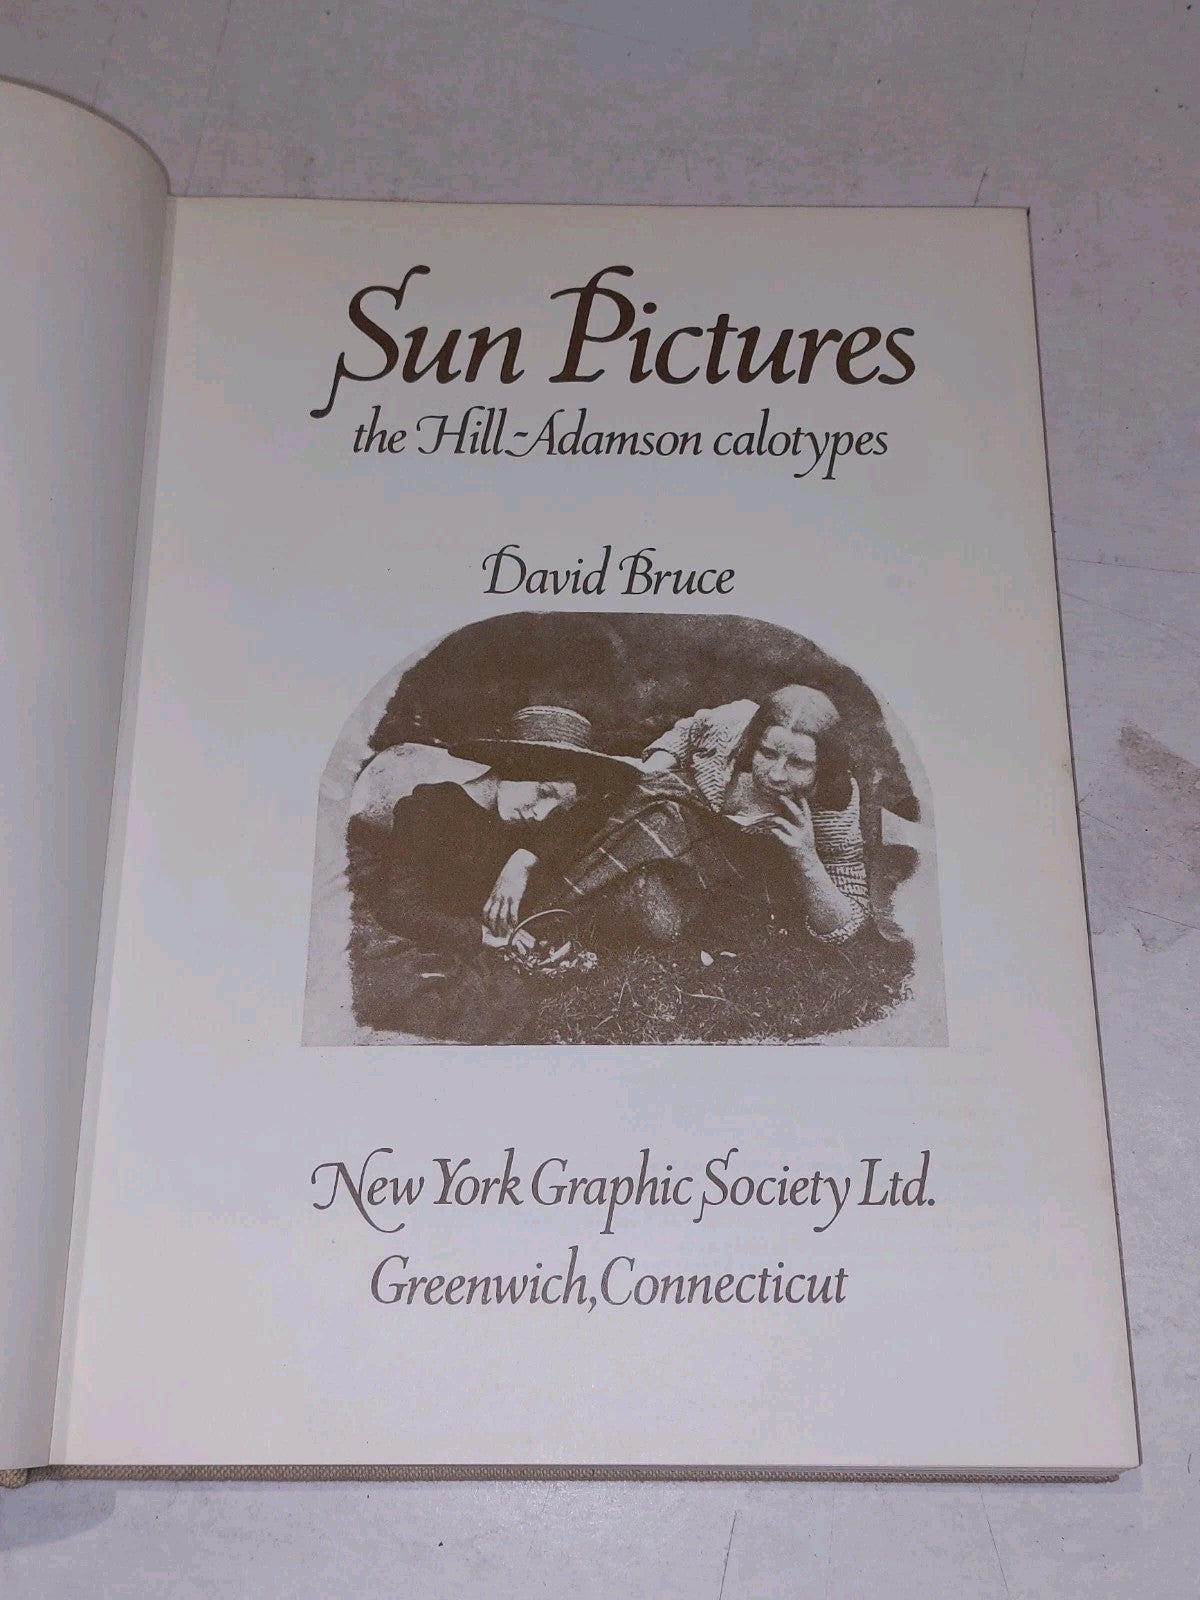 Sun Pictures
the Hill-Adamson calotypes
David Bruce
New York Graphic Society Ltd.
Greenwich, Connecticut